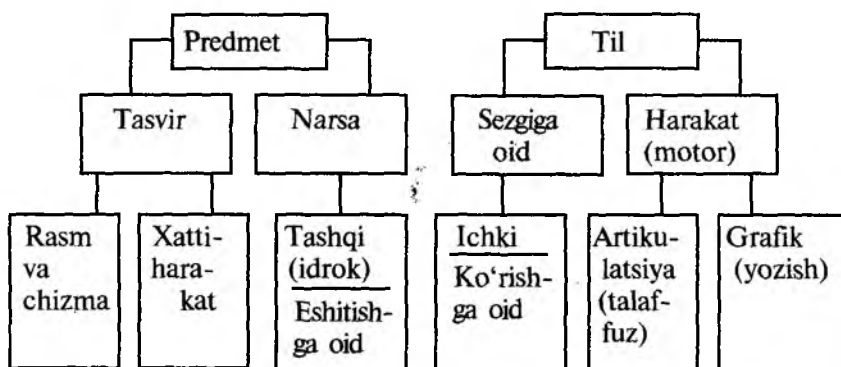 Predmet
Til
Tasvir
Narsa
Sezgiga
oid
Harakat
(motor)
Rasm
va
chizma
Xatti-
hara-
kat
Tashqi
(idrok)
Eshitish-
ga oid
Ichki
Ko‘rish-
ga oid
Artiku-
latsiya
(talaf-
fuz)
Grafik
(yozish)